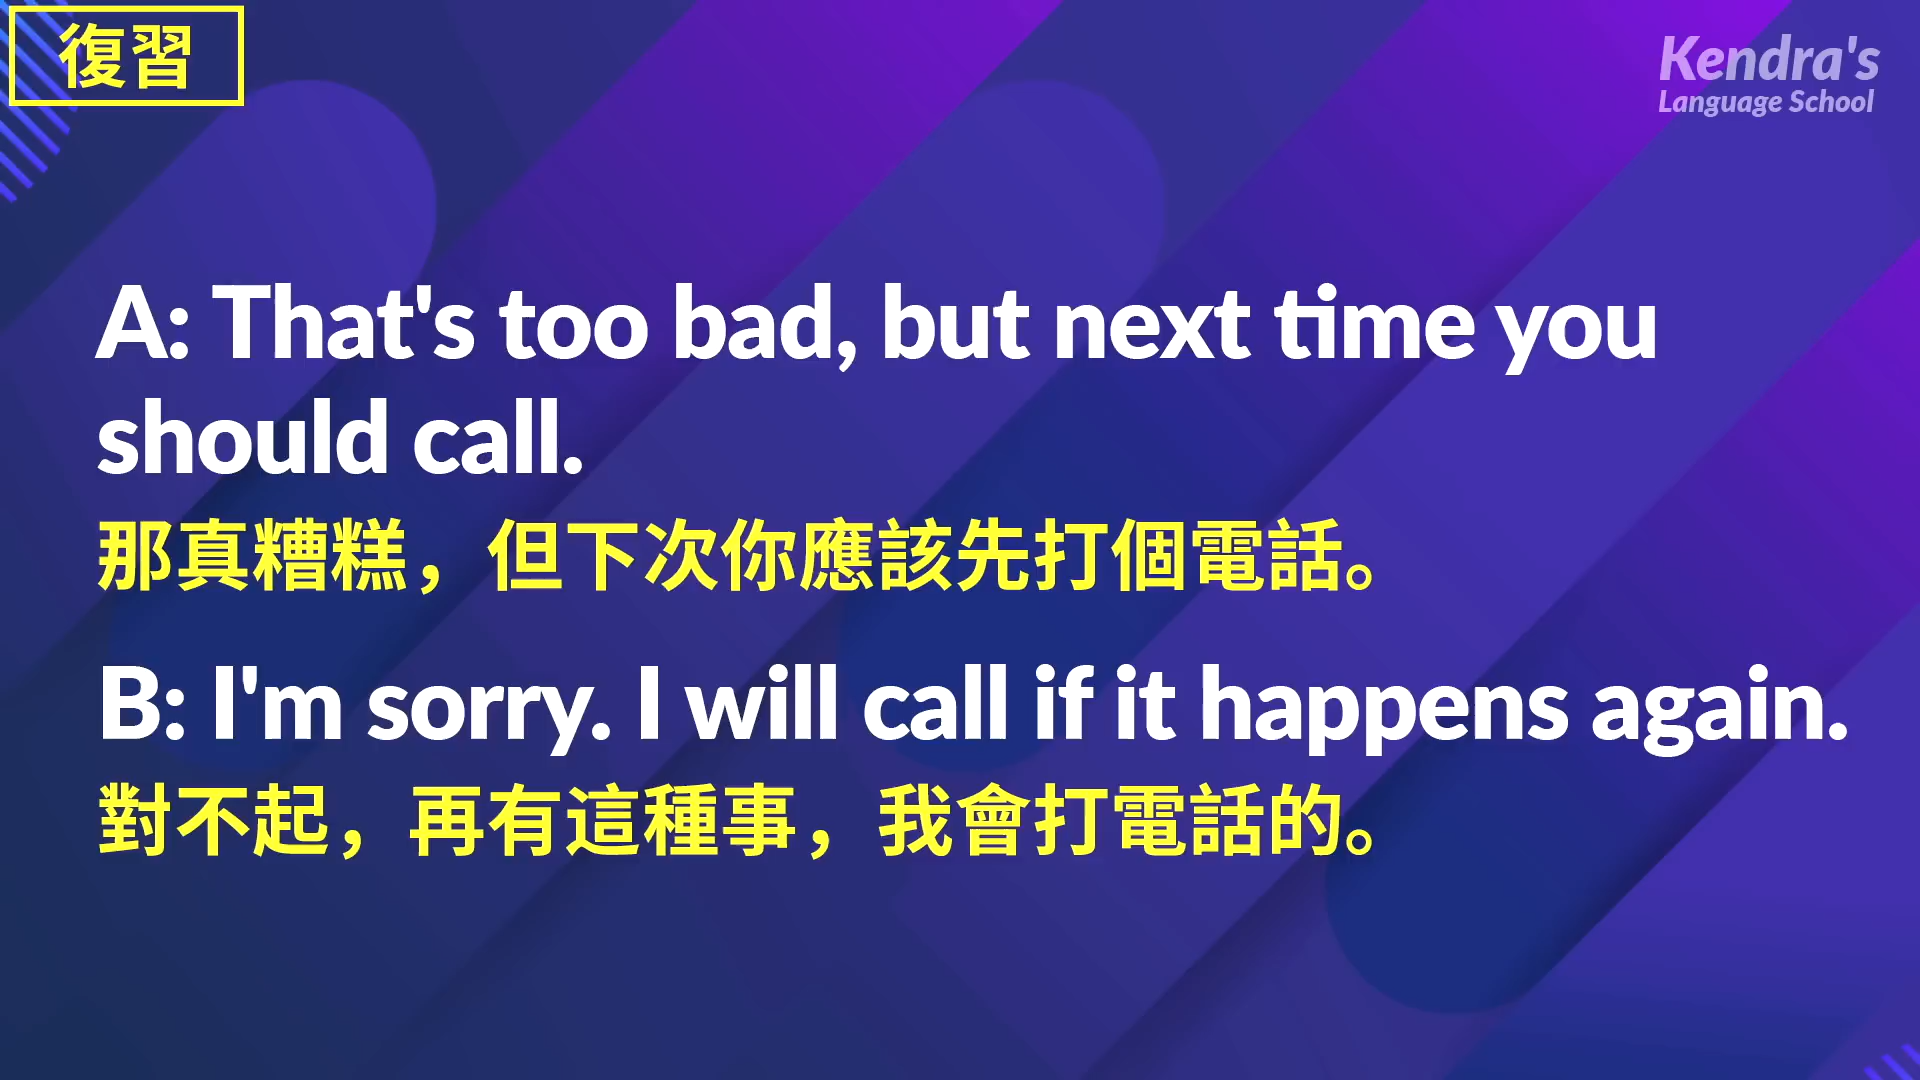 復習
Kendra's
Language School
A: That's too bad, but next time you
should call.
那真糟糕，但下次你應該先打個電話。
B: I'm sorry. I will call if it happens again.
對不起，再有這種事，我會打電話的。